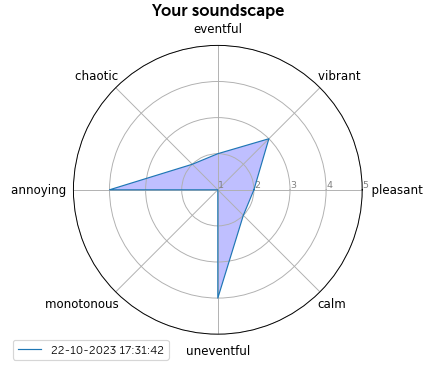 Your soundscape
eventful
chaotic
vibrant
annoying
1
2
3
4
5
pleasant
monotonous
calm
uneventful
22-10-2023 17:31:42